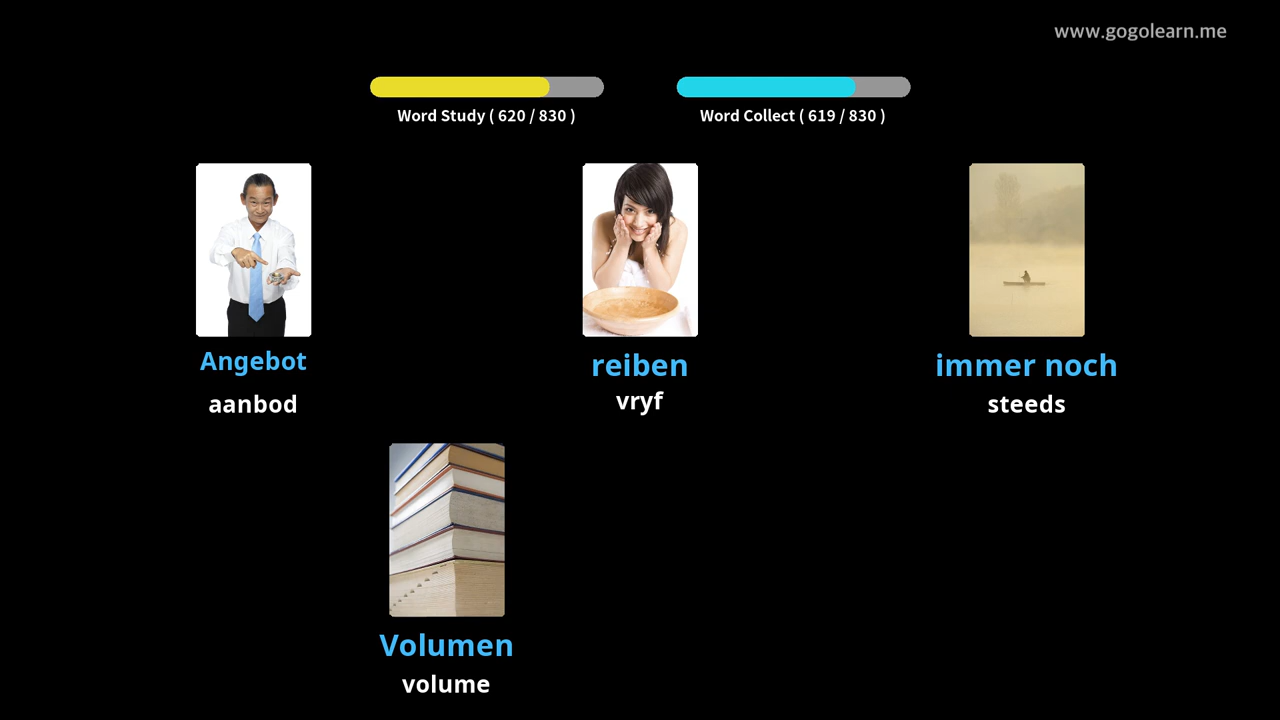 www.gogolearn.me
Word Study ( 620 / 830 )
Word Collect ( 619 / 830 )
Angebot
aanbod
reiben
vryf
immer noch
steeds
Volumen
volume